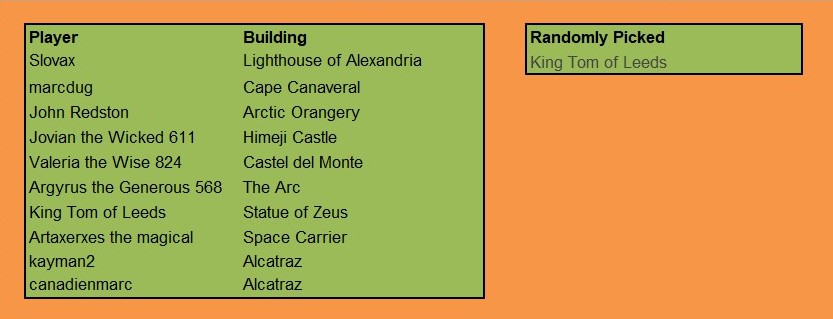 Player Building
Slovax Lighthouse of Alexandria
marcdug Cape Canaveral
John Redston Arctic Orangery
Jovian the Wicked 611 Himeji Castle
Valeria the Wise 824 Castel del Monte
Argyrus the Generous 568 The Arc
King Tom of Leeds Statue of Zeus
Artaxerxes the magical Space Carrier
kayman2 Alcatraz
canadienmarc Alcatraz
Randomly Picked
King Tom of Leeds